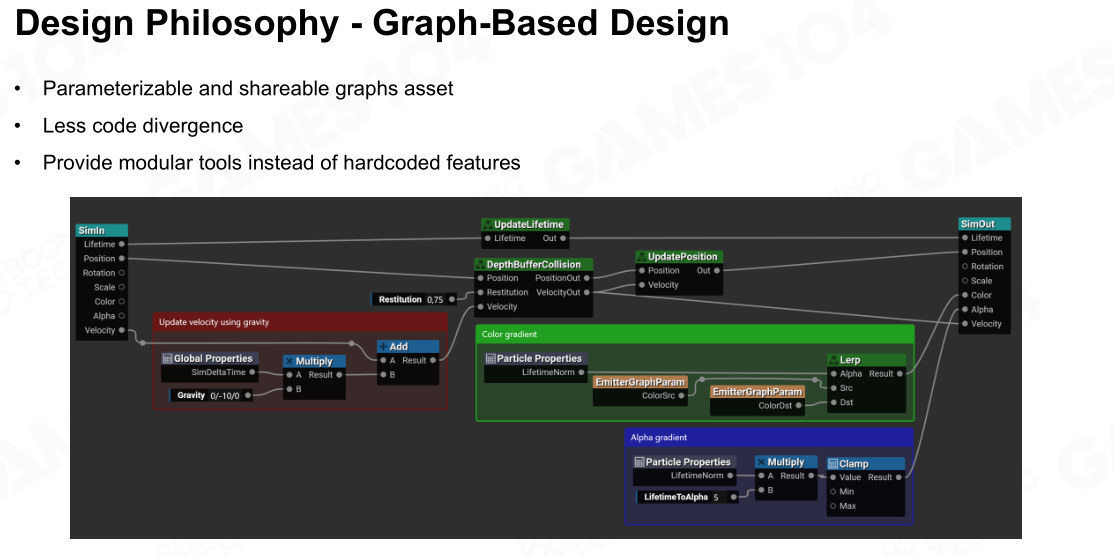 Design Philosophy - Graph-Based Design
• Parameterizable and shareable graphs asset
• Less code divergence
• Provide modular tools instead of hardcoded features
SimIn
Lifetime
Position
Rotation
Scale
Color
Alpha
Velocity
UpdateLifetime
Lifetime Out
DepthBufferCollision
Position PositionOut
Restitution VelocityOut
Velocity
Restitution 0,75
UpdatePosition
Position Out
Velocity
SimOut
Lifetime
Position
Rotation
Scale
Color
Alpha
Velocity
Update velocity using gravity
Global Properties
SimDeltaTime
Gravity 0/-10/0
Multiply
A Result
B
Add
A Result
B
Color gradient
Particle Properties
LifetimeNorm
EmitterGraphParam
ColorSrc
EmitterGraphParam
ColorDst
Lerp
Alpha Result
Src
Dst
Alpha gradient
Particle Properties
LifetimeNorm
LifetimeToAlpha 5
Multiply
A Result
B
Clamp
Value Result
Min
Max
GAMES104